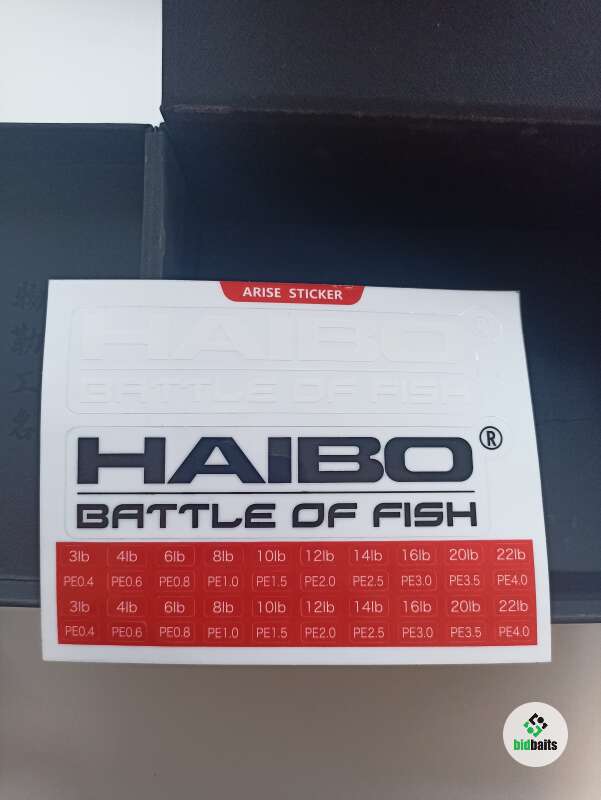 ARISE STICKER
HAIBO
BATTLE OF FISH
HAIBO®
BATTLE OF FISH
3lb 4lb 6lb 8lb 10lb 12lb 14lb 16lb 20lb 22lb
PE0.4 PE0.6 PE0.8 PE1.0 PE1.5 PE2.0 PE2.5 PE3.0 PE3.5 PE4.0
3lb 4lb 6lb 8lb 10lb 12lb 14lb 16lb 20lb 22lb
PE0.4 PE0.6 PE0.8 PE1.0 PE1.5 PE2.0 PE2.5 PE3.0 PE3.5 PE4.0
bidbaits